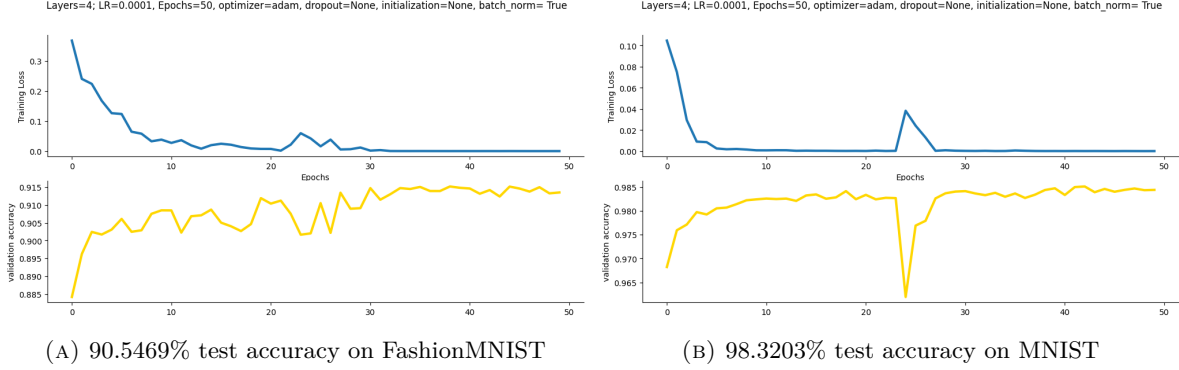 Layers=4; LR=0.0001, Epochs=50, optimizer=adam, dropout=None, initialization=None, batch_norm= True
Training Loss
0.3
0.2
0.1
0.0
0 10 20 30 40 50
Epochs
validation accuracy
0.915
0.910
0.905
0.900
0.895
0.890
0.885
0 10 20 30 40 50
(A) 90.5469% test accuracy on FashionMNIST
Layers=4; LR=0.0001, Epochs=50, optimizer=adam, dropout=None, initialization=None, batch_norm= True
Training Loss
0.10
0.08
0.06
0.04
0.02
0.00
0 10 20 30 40 50
Epochs
validation accuracy
0.985
0.980
0.975
0.970
0.965
0 10 20 30 40 50
(B) 98.3203% test accuracy on MNIST